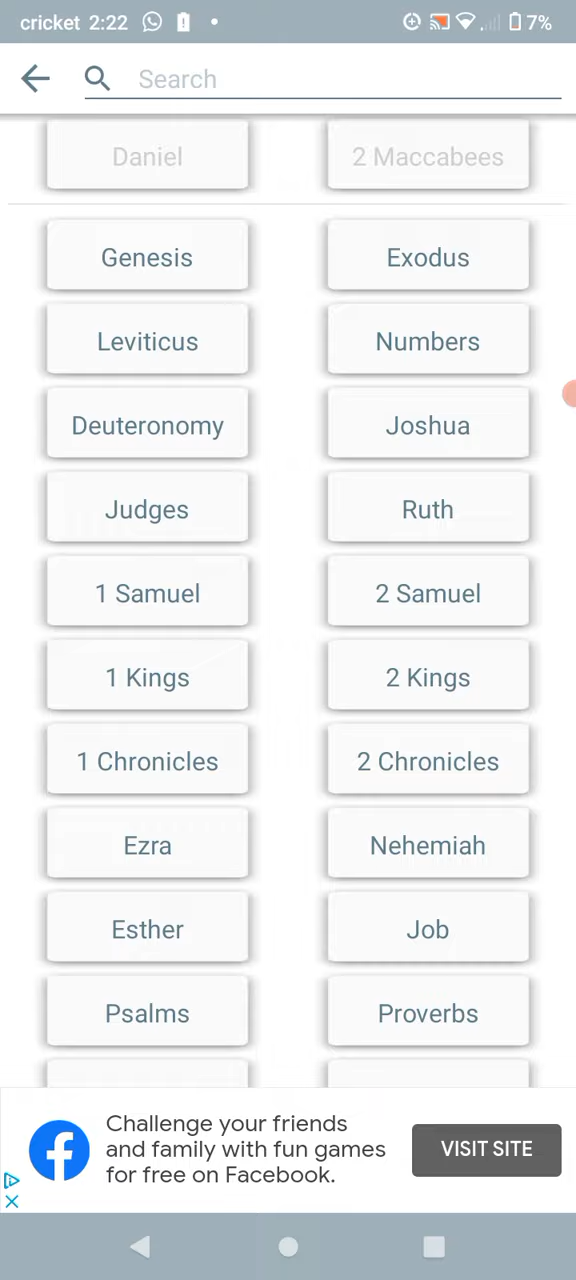 cricket 2:22 7%
Search
Daniel 2 Maccabees
Genesis Exodus
Leviticus Numbers
Deuteronomy Joshua
Judges Ruth
1 Samuel 2 Samuel
1 Kings 2 Kings
1 Chronicles 2 Chronicles
Ezra Nehemiah
Esther Job
Psalms Proverbs
Challenge your friends
and family with fun games
for free on Facebook.
VISIT SITE